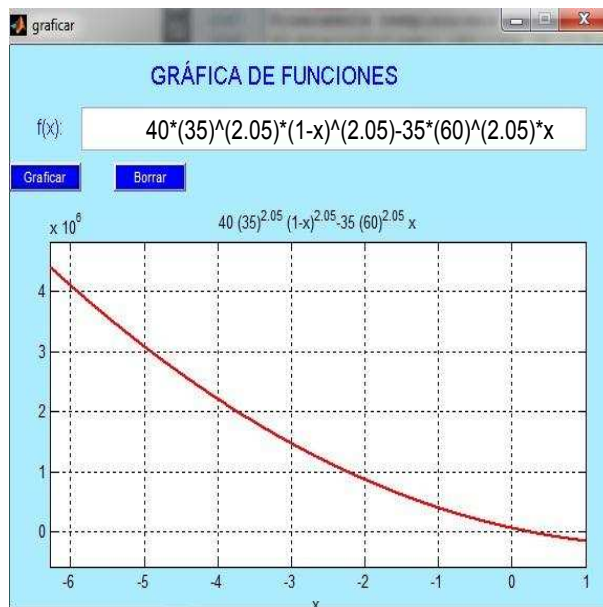 graficar
GRÁFICA DE FUNCIONES
f(x): 40*(35)^(2.05)*(1-x)^(2.05)-35*(60)^(2.05)*x
Graficar Borrar
x 10^6 40 (35)^2.05 (1-x)^2.05-35 (60)^2.05 x
4
3
2
1
0
-6 -5 -4 -3 -2 -1 0 1
x